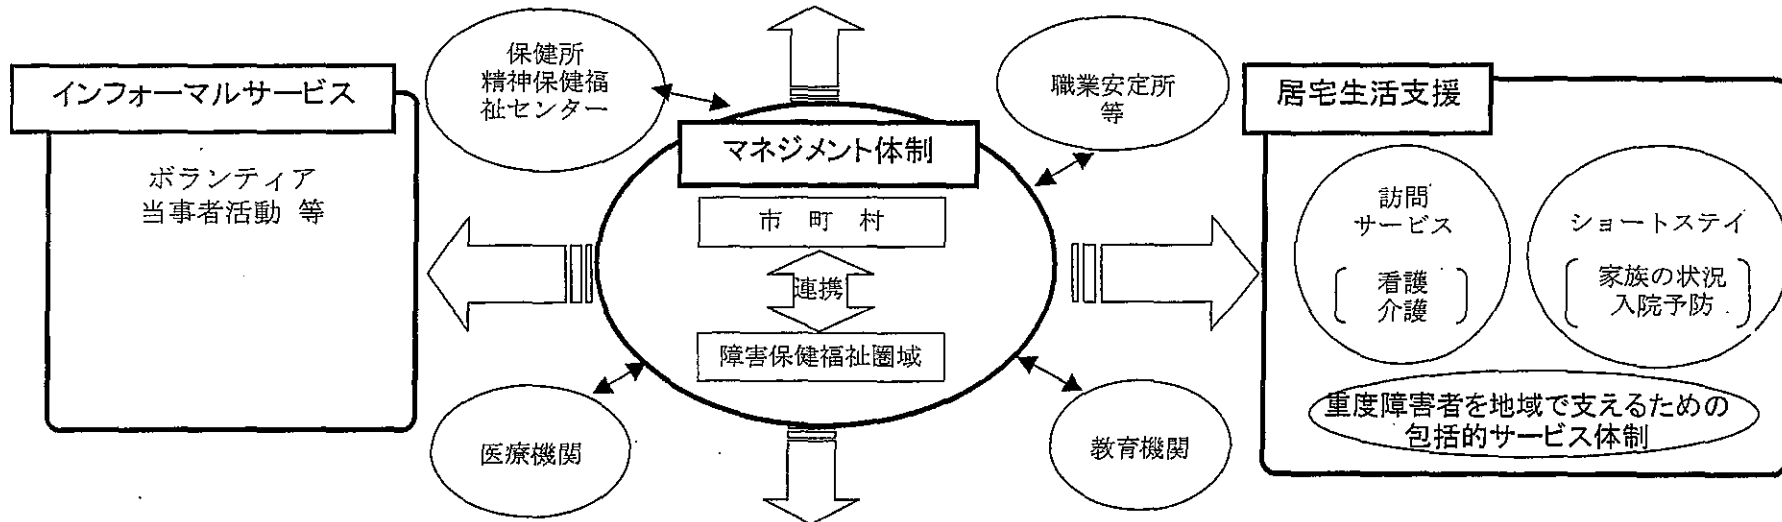 インフォーマルサービス
ボランティア
当事者活動 等
保健所
精神保健福
祉センター
職業安定所
等
マネジメント体制
市 町 村
連携
障害保健福祉圏域
医療機関
教育機関
居宅生活支援
訪問
サービス
看護
介護
ショートステイ
家族の状況
入院予防
重度障害者を地域で支えるための
包括的サービス体制